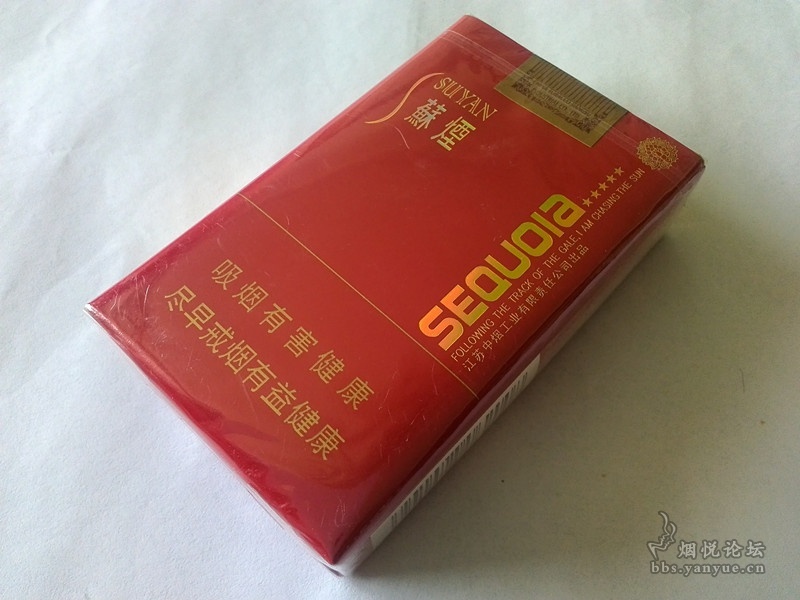 SUYAN
蘇煙
SEQUOIA
★★★★★
FOLLOWING THE TRACK OF THE GALE,I AM CHASING THE SUN
江苏中烟工业有限责任公司出品
吸烟有害健康
尽早戒烟有益健康
烟悦论坛
bbs.yanyue.cn